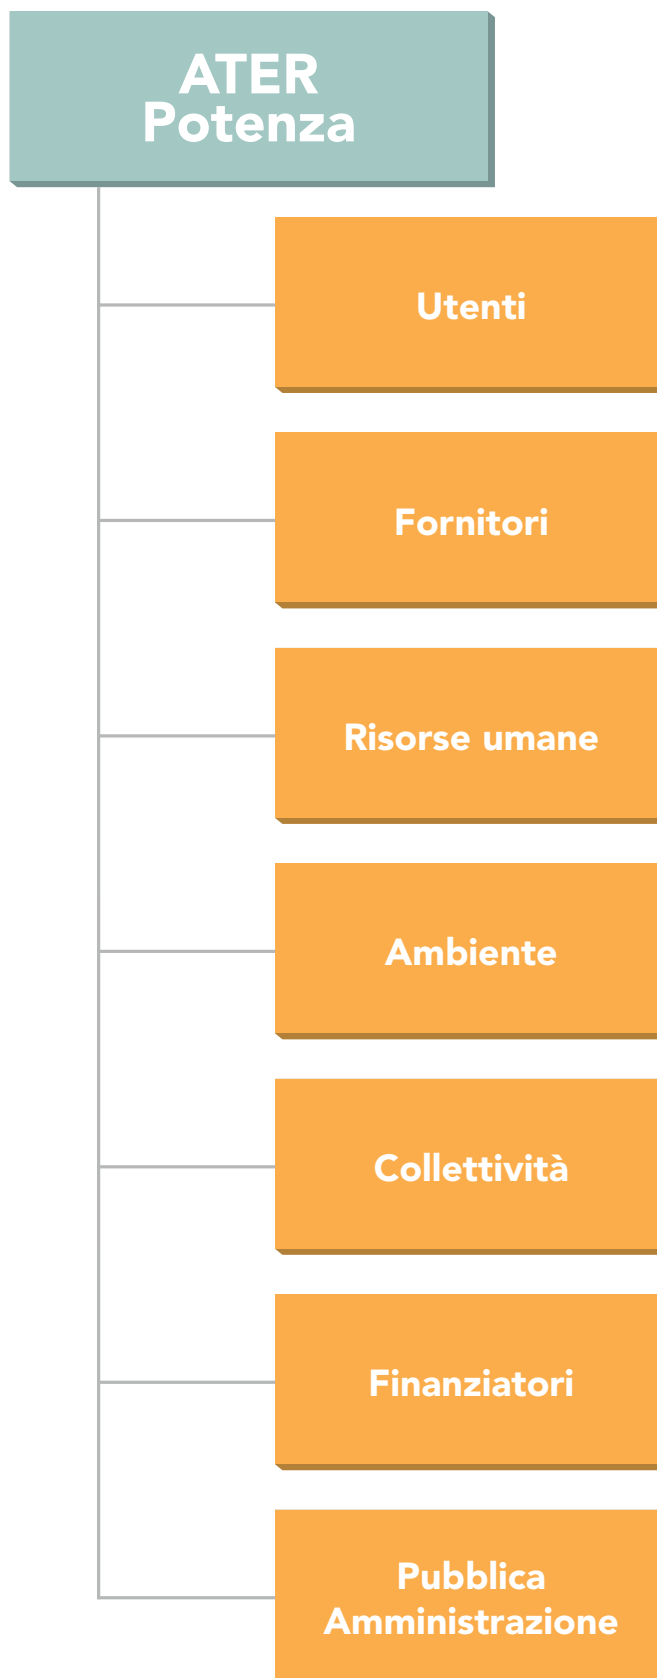 ATER
Potenza
Utenti
Fornitori
Risorse umane
Ambiente
Collettività
Finanziatori
Pubblica
Amministrazione